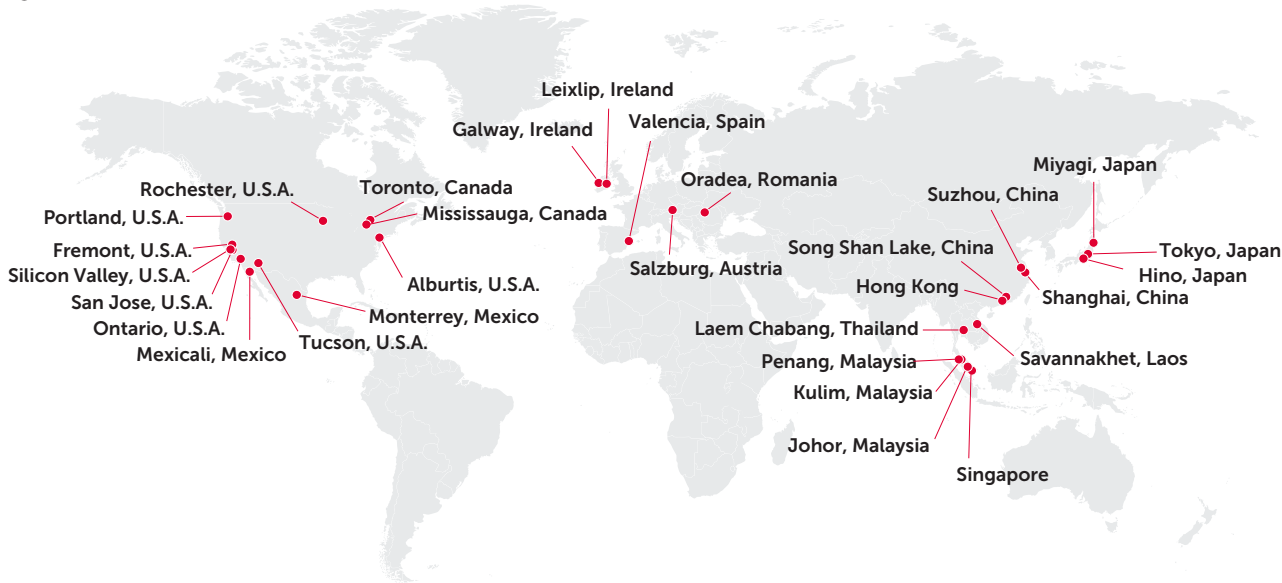 Leixlip, Ireland
Galway, Ireland
Valencia, Spain
Rochester, U.S.A.
Toronto, Canada
Oradea, Romania
Miyagi, Japan
Suzhou, China
Portland, U.S.A.
Mississauga, Canada
Fremont, U.S.A.
Song Shan Lake, China
Tokyo, Japan
Silicon Valley, U.S.A.
Salzburg, Austria
Hino, Japan
Alburtis, U.S.A.
Hong Kong
Shanghai, China
San Jose, U.S.A.
Monterrey, Mexico
Ontario, U.S.A.
Laem Chabang, Thailand
Tucson, U.S.A.
Mexicali, Mexico
Penang, Malaysia
Savannakhet, Laos
Kulim, Malaysia
Johor, Malaysia
Singapore